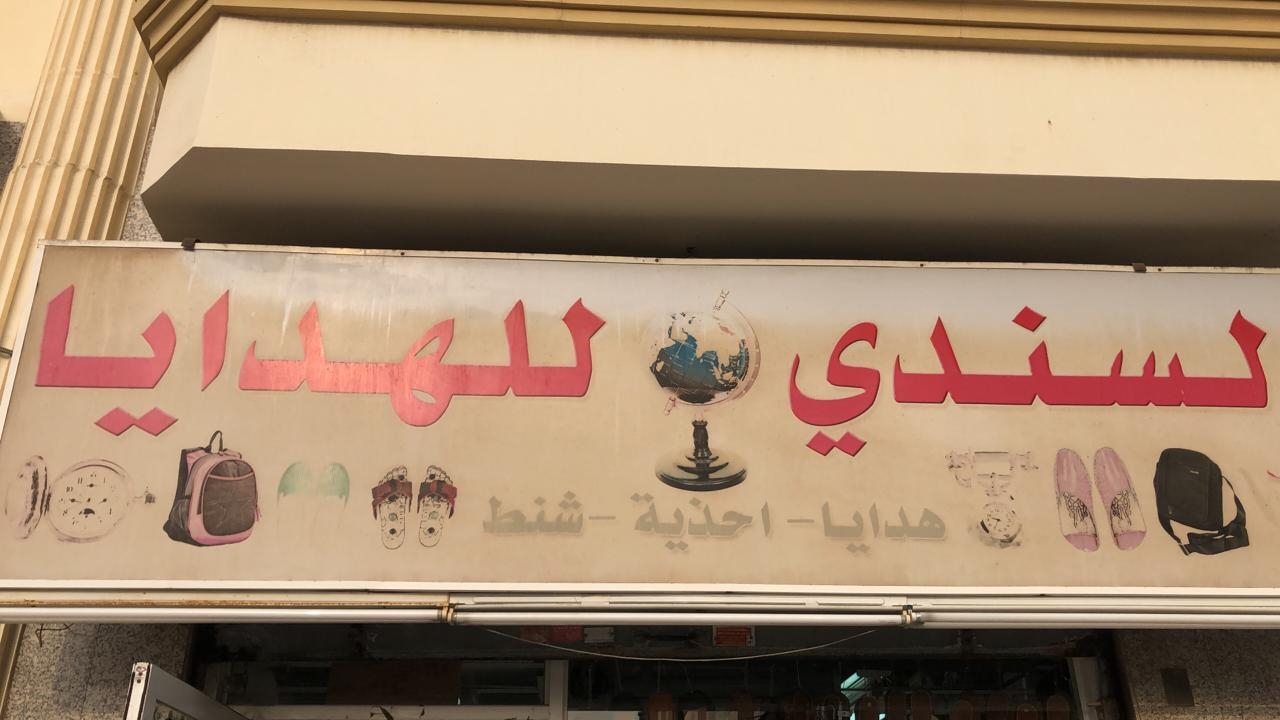 لسندي للهدايا
هدايا - احذية - شنط